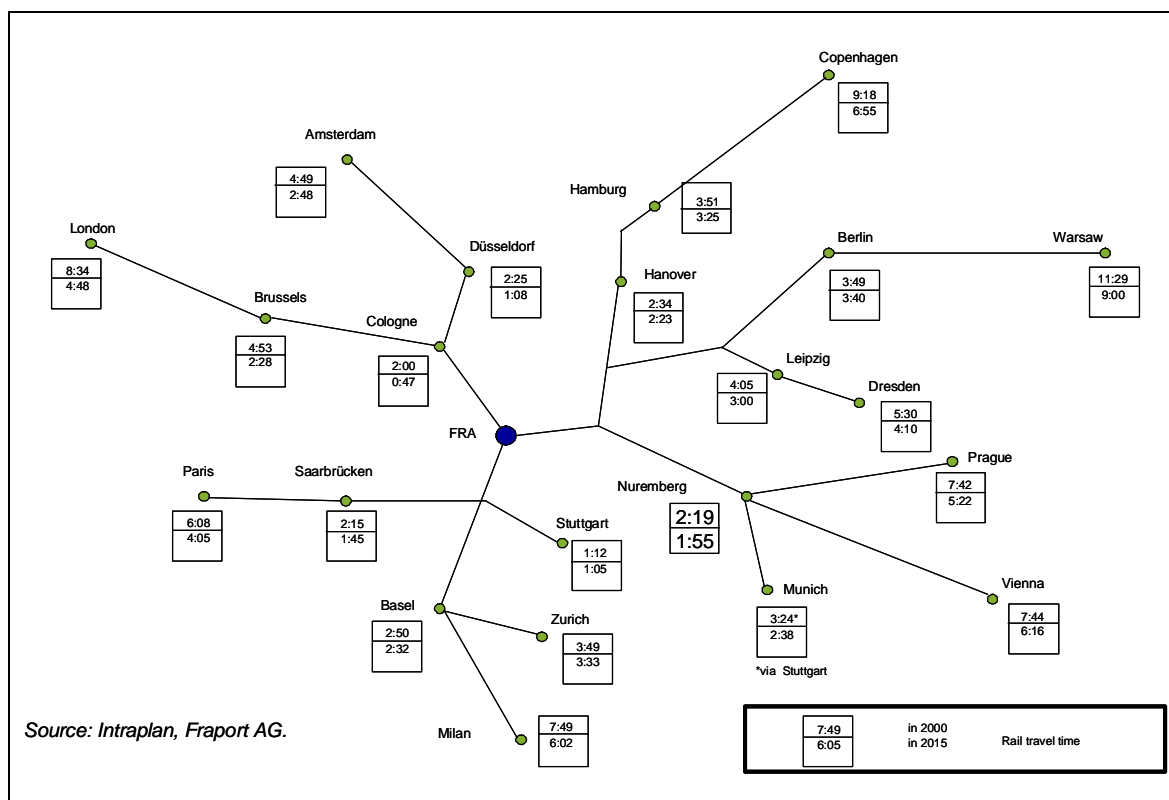 Copenhagen
9:18
6:55
Amsterdam
4:49
2:48
Hamburg
3:51
3:25
London
8:34
4:48
Düsseldorf
2:25
1:08
Berlin
3:49
3:40
Warsaw
11:29
9:00
Hanover
2:34
2:23
Brussels
4:53
2:28
Cologne
2:00
0:47
Leipzig
4:05
3:00
Dresden
5:30
4:10
FRA
Paris
6:08
4:05
Saarbrücken
2:15
1:45
Prague
7:42
5:22
Nuremberg
2:19
1:55
Stuttgart
1:12
1:05
Munich
3:24*
2:38
*via Stuttgart
Vienna
7:44
6:16
Basel
2:50
2:32
Zurich
3:49
3:33
Milan
7:49
6:02
Source: Intraplan, Fraport AG.
7:49 in 2000
6:05 in 2015
Rail travel time